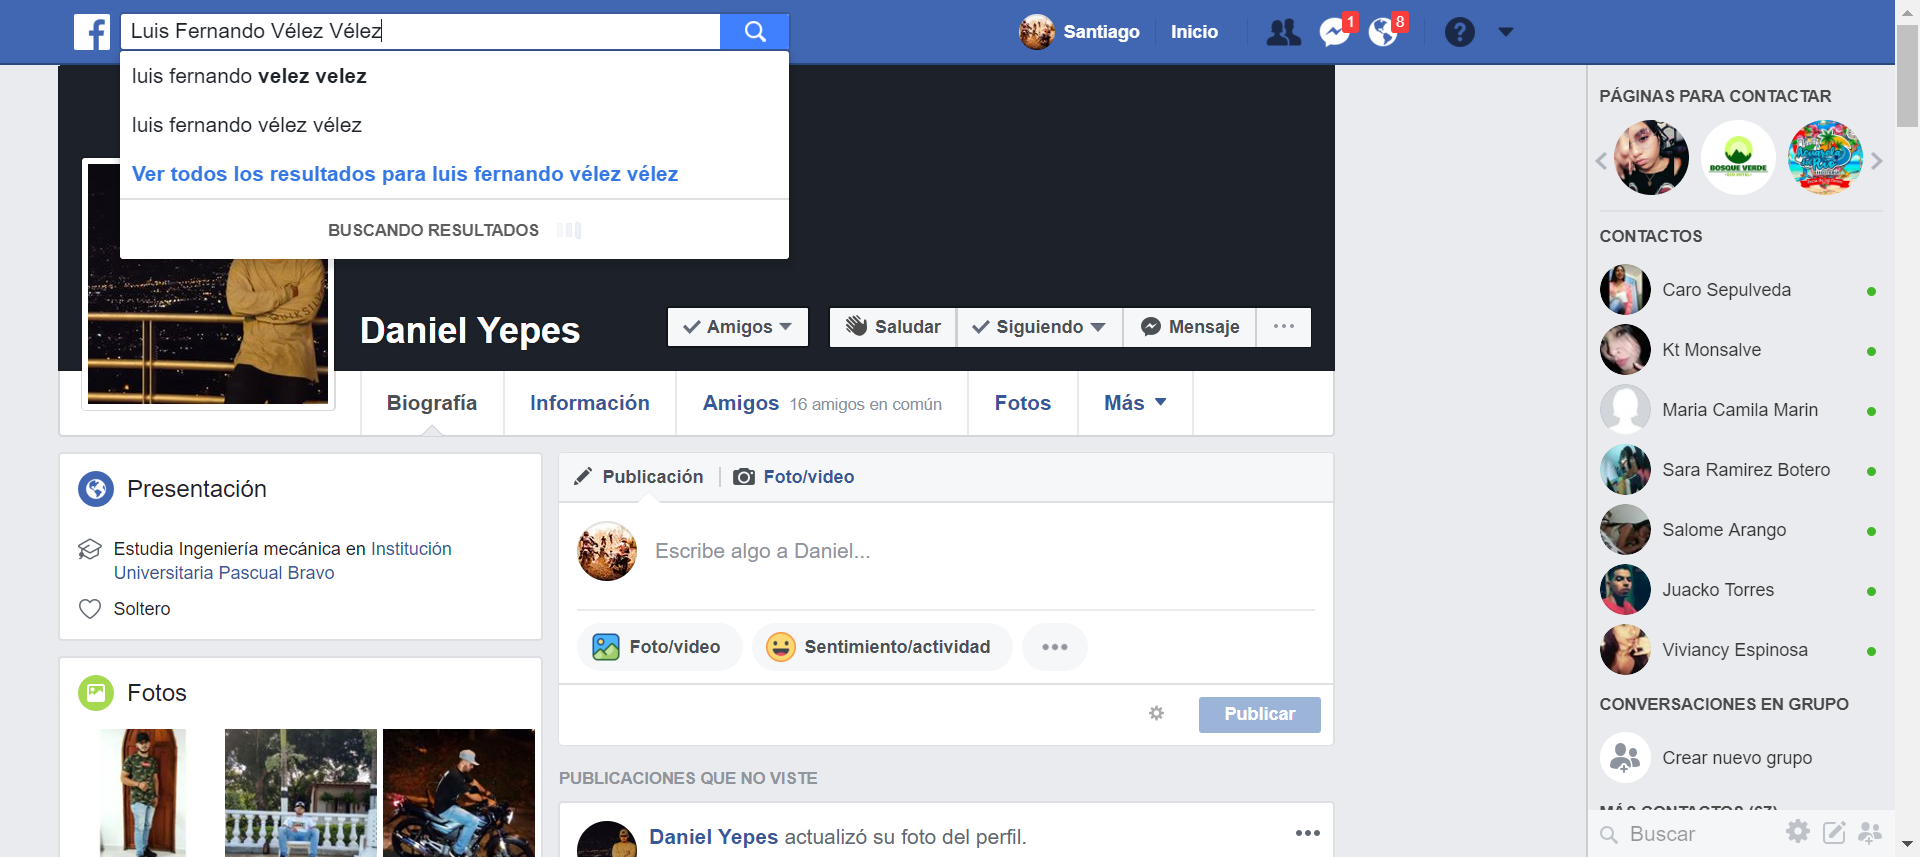 Luis Fernando Vélez Vélez
Santiago
Inicio
1
8
?
luis fernando velez velez
luis fernando vélez vélez
Ver todos los resultados para luis fernando vélez vélez
BUSCANDO RESULTADOS
Daniel Yepes
Amigos
Saludar
Siguiendo
Mensaje
Biografía
Información
Amigos 16 amigos en común
Fotos
Más
Presentación
Estudia Ingeniería mecánica en Institución
Universitaria Pascual Bravo
Soltero
Fotos
Publicación
Foto/video
Escribe algo a Daniel...
Foto/video
Sentimiento/actividad
Publicar
PUBLICACIONES QUE NO VISTE
Daniel Yepes actualizó su foto del perfil.
PÁGINAS PARA CONTACTAR
BOSQUE VERDE
CONTACTOS
Caro Sepulveda
Kt Monsalve
Maria Camila Marin
Sara Ramirez Botero
Salome Arango
Juacko Torres
Viviancy Espinosa
CONVERSACIONES EN GRUPO
Crear nuevo grupo
MÁS CONTACTOS (67)
Buscar